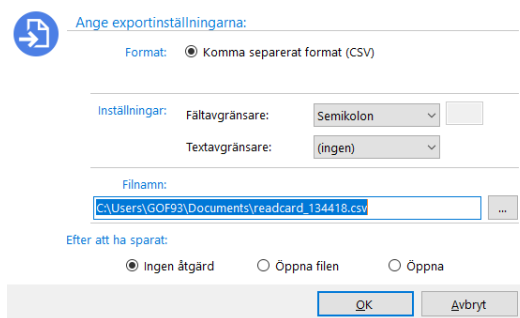 Ange exportinställningarna:
Format: Komma separerat format (CSV)
Inställningar: Fältavgränsare: Semikolon
Textavgränsare: (ingen)
Filnamn:
C:\Users\GOF93\Documents\readcard_134418.csv ...
Efter att ha sparat:
Ingen åtgärd Öppna filen Öppna
OK Avbryt